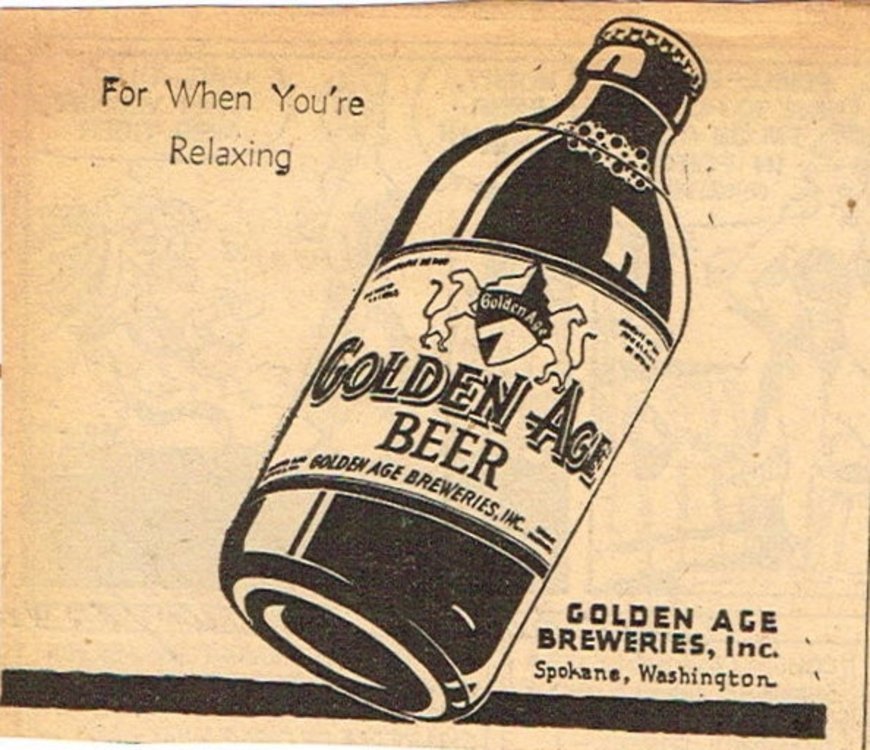 For When You're
Relaxing
Golden Age
GOLDEN AGE
BEER
GOLDEN AGE BREWERIES, INC.
GOLDEN AGE
BREWERIES, Inc.
Spokane, Washington